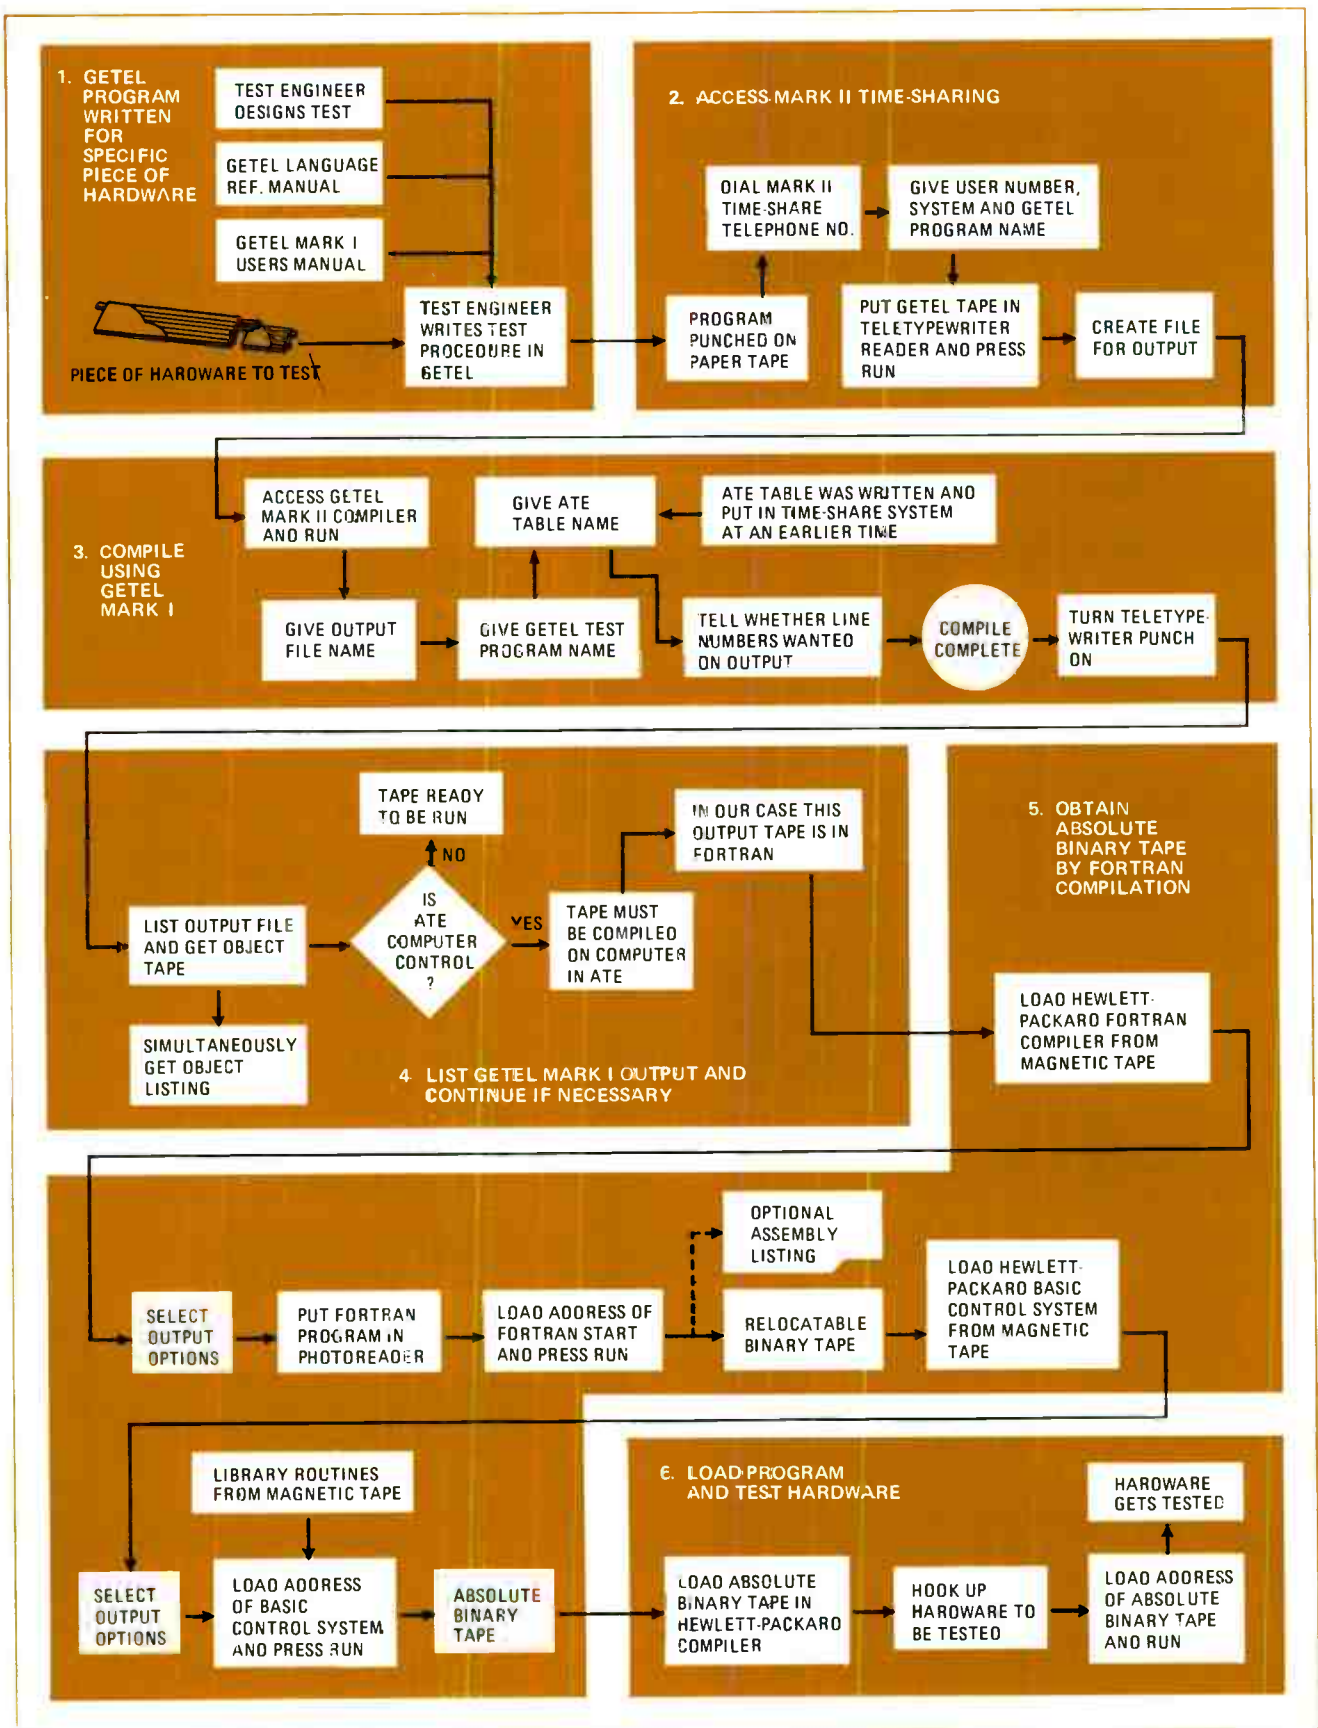 1. GETEL
PROGRAM
WRITTEN
FOR
SPECIFIC
PIECE OF
HARDWARE
TEST ENGINEER
DESIGNS TEST
GETEL LANGUAGE
REF. MANUAL
GETEL MARK I
USERS MANUAL
PIECE OF HARDWARE TO TEST
TEST ENGINEER
WRITES TEST
PROCEDURE IN
GETEL
2. ACCESS MARK II TIME-SHARING
PROGRAM
PUNCHED ON
PAPER TAPE
DIAL MARK II
TIME-SHARE
TELEPHONE NO.
GIVE USER NUMBER,
SYSTEM AND GETEL
PROGRAM NAME
PUT GETEL TAPE IN
TELETYPEWRITER
READER AND PRESS
RUN
CREATE FILE
FOR OUTPUT
3. COMPILE
USING
GETEL
MARK I
ACCESS GETEL
MARK II COMPILER
AND RUN
GIVE OUTPUT
FILE NAME
GIVE GETEL TEST
PROGRAM NAME
GIVE ATE
TABLE NAME
ATE TABLE WAS WRITTEN AND
PUT IN TIME-SHARE SYSTEM
AT AN EARLIER TIME
TELL WHETHER LINE
NUMBERS WANTED
ON OUTPUT
COMPILE
COMPLETE
TURN TELETYPE-
WRITER PUNCH
ON
4 LIST GETEL MARK I OUTPUT AND
CONTINUE IF NECESSARY
LIST OUTPUT FILE
AND GET OBJECT
TAPE
SIMULTANEOUSLY
GET OBJECT
LISTING
IS
ATE
COMPUTER
CONTROL
?
NO
TAPE READY
TO BE RUN
YES
TAPE MUST
BE COMPILED
ON COMPUTER
IN ATE
IN OUR CASE THIS
OUTPUT TAPE IS IN
FORTRAN
5. OBTAIN
ABSOLUTE
BINARY TAPE
BY FORTRAN
COMPILATION
LOAD HEWLETT-
PACKARD FORTRAN
COMPILER FROM
MAGNETIC TAPE
SELECT
OUTPUT
OPTIONS
PUT FORTRAN
PROGRAM IN
PHOTOREADER
LOAD ADDRESS OF
FORTRAN START
AND PRESS RUN
OPTIONAL
ASSEMBLY
LISTING
RELOCATABLE
BINARY TAPE
LOAD HEWLETT-
PACKARD BASIC
CONTROL SYSTEM
FROM MAGNETIC
TAPE
LIBRARY ROUTINES
FROM MAGNETIC TAPE
SELECT
OUTPUT
OPTIONS
LOAD ADDRESS
OF BASIC
CONTROL SYSTEM
AND PRESS RUN
ABSOLUTE
BINARY
TAPE
6. LOAD PROGRAM
AND TEST HARDWARE
LOAD ABSOLUTE
BINARY TAPE IN
HEWLETT-PACKARD
COMPILER
HOOK UP
HARDWARE TO
BE TESTED
LOAD ADDRESS
OF ABSOLUTE
BINARY TAPE
AND RUN
HARDWARE
GETS TESTED